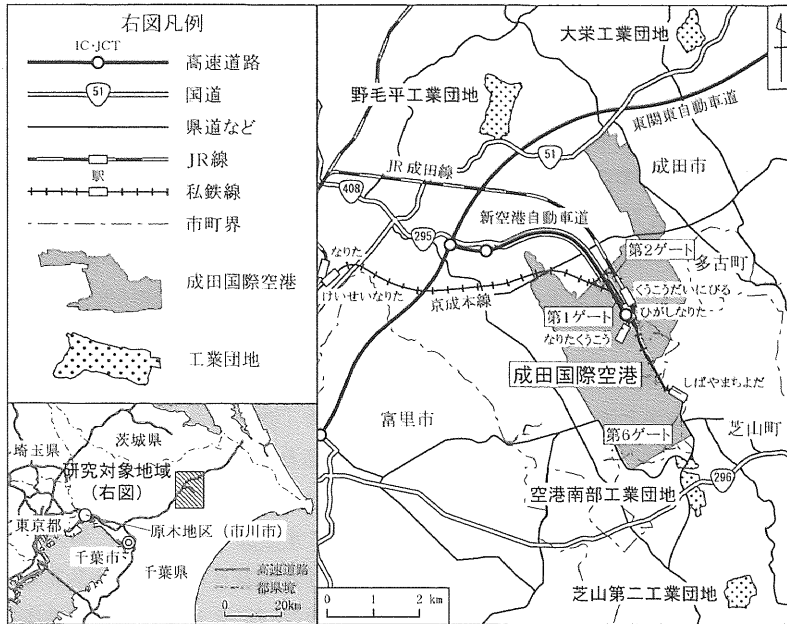 右図凡例
IC・JCT
高速道路
51
国道
県道など
JR線
駅
私鉄線
市町界
成田国際空港
工業団地
埼玉県
茨城県
研究対象地域
(右図)
東京都
原木地区(市川市)
千葉市
千葉県
高速道路
都県境
0
20km
大栄工業団地
野毛平工業団地
東関東自動車道
51
成田市
JR成田線
408
新空港自動車道
295
なりた
第2ゲート
多古町
けいせいなりた
京成本線
くうこうだいにびる
第1ゲート
ひがしなりた
なりたくうこう
成田国際空港
しばやまちよだ
富里市
第6ゲート
芝山町
空港南部工業団地
296
芝山第二工業団地
0 1 2 km